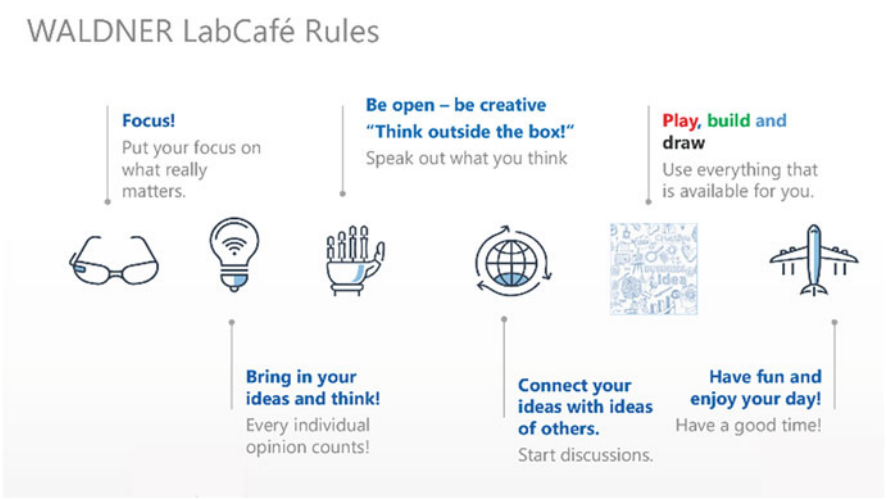 WALDNER LabCafé Rules
Focus!
Put your focus on
what really
matters.
Bring in your
ideas and think!
Every individual
opinion counts!
Be open – be creative
“Think outside the box!“
Speak out what you think
Connect your
ideas with ideas
of others.
Start discussions.
Play, build and
draw
Use everything that
is available for you.
Idea
Have fun and
enjoy your day!
Have a good time!